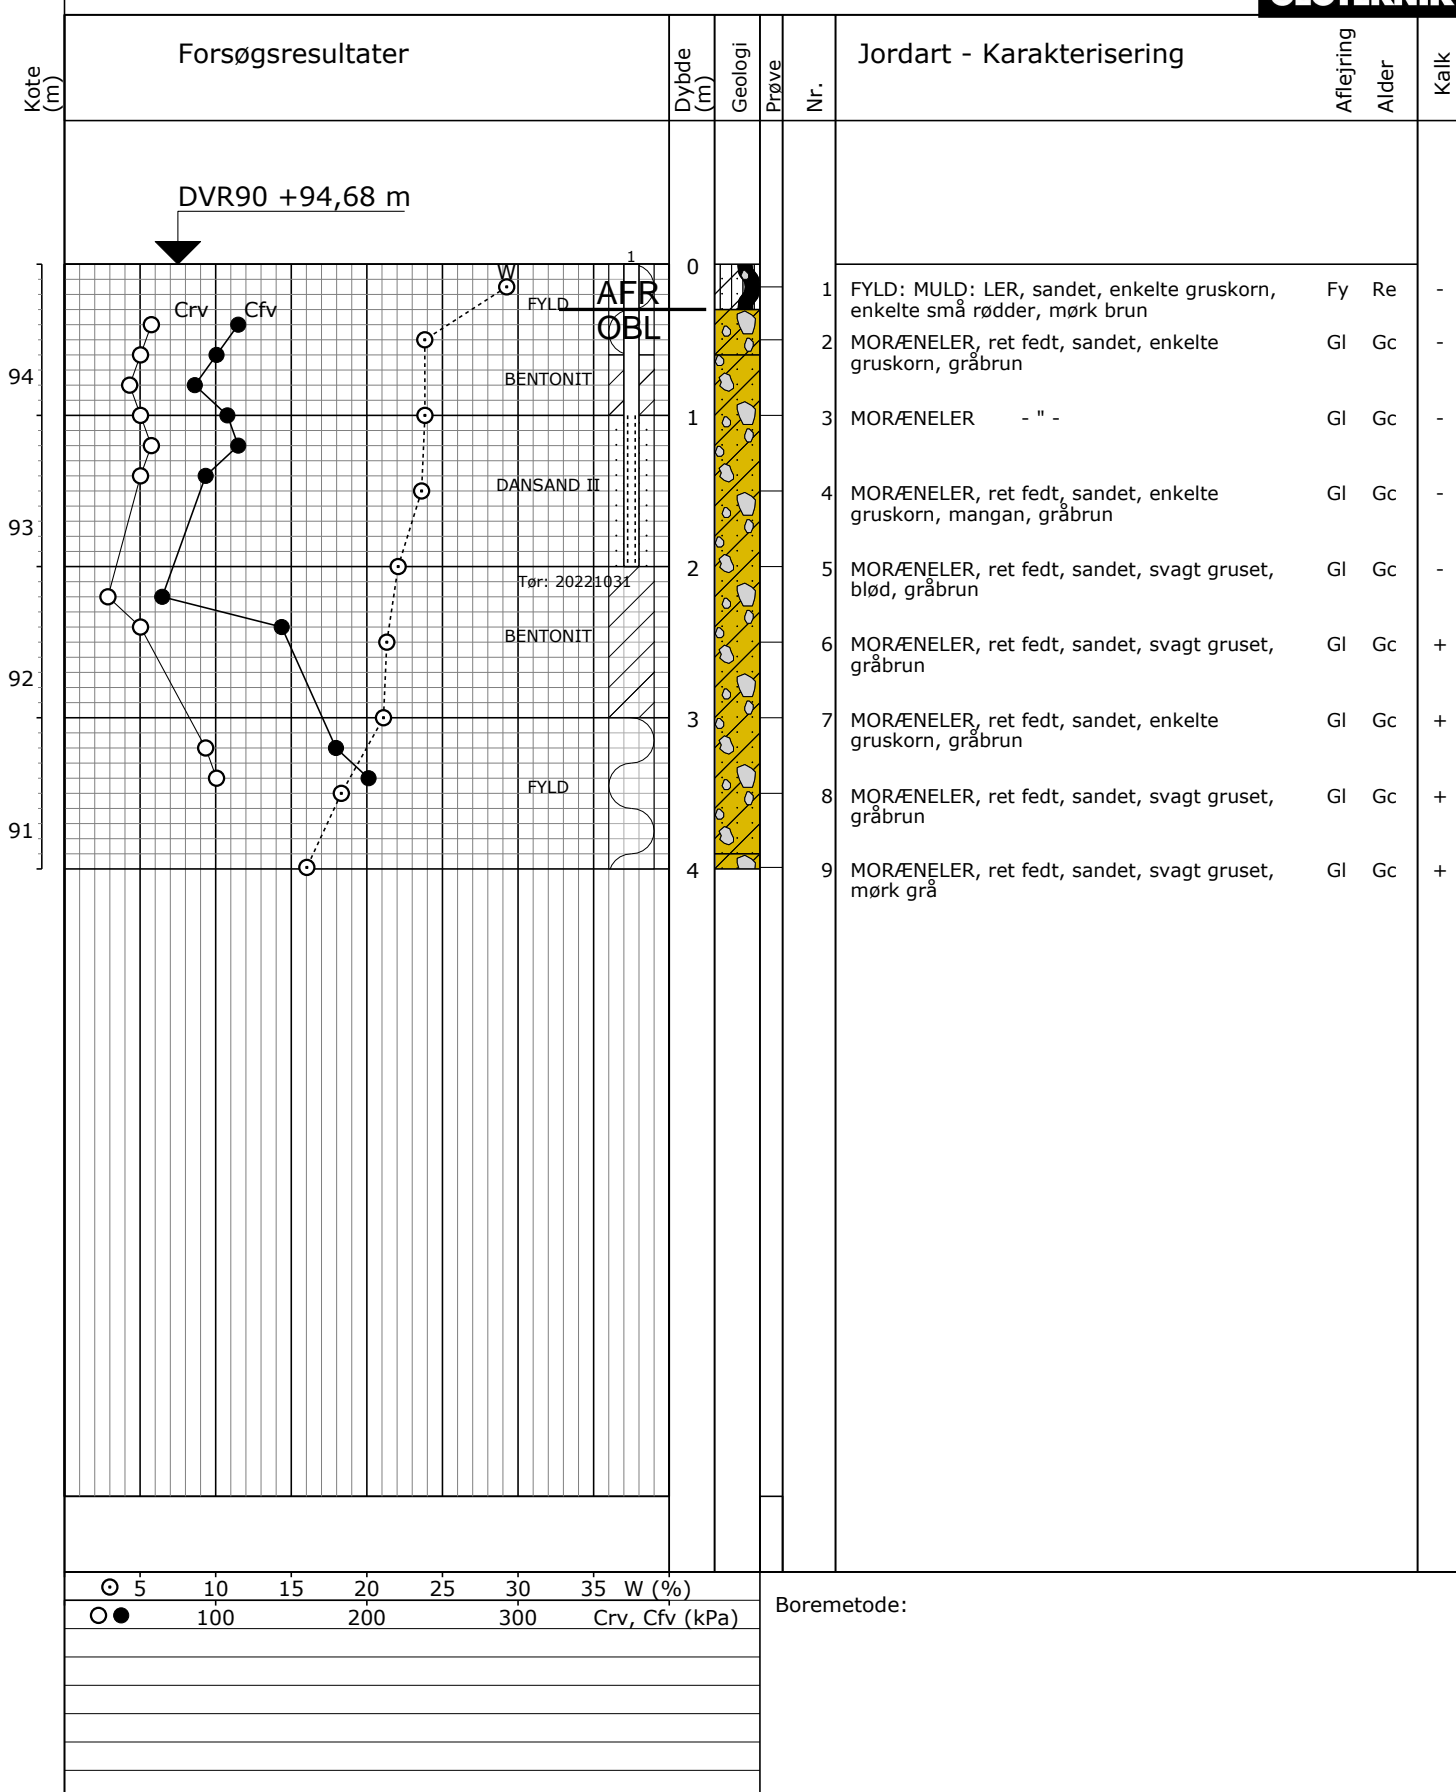 Kote (m)
Forsøgsresultater
Dybde (m)
Geologi
Prøve
Nr.
Jordart - Karakterisering
Aflejring
Alder
Kalk
DVR90 +94,68 m
1
W
0
FYLD
AFR
OBL
Crv
Cfv
1 FYLD: MULD: LER, sandet, enkelte gruskorn, Fy Re -
enkelte små rødder, mørk brun
2 MORÆNELER, ret fedt, sandet, enkelte Gl Gc -
gruskorn, gråbrun
94
BENTONIT
1
3 MORÆNELER - " - Gl Gc -
DANSAND II
4 MORÆNELER, ret fedt, sandet, enkelte Gl Gc -
gruskorn, mangan, gråbrun
93
2
Tør: 20221031
5 MORÆNELER, ret fedt, sandet, svagt gruset, Gl Gc -
blød, gråbrun
BENTONIT
6 MORÆNELER, ret fedt, sandet, svagt gruset, Gl Gc +
gråbrun
92
3
7 MORÆNELER, ret fedt, sandet, enkelte Gl Gc +
gruskorn, gråbrun
FYLD
8 MORÆNELER, ret fedt, sandet, svagt gruset, Gl Gc +
gråbrun
91
4
9 MORÆNELER, ret fedt, sandet, svagt gruset, Gl Gc +
mørk grå
5 10 15 20 25 30 35 W (%)
100 200 300 Crv, Cfv (kPa)
Boremetode: